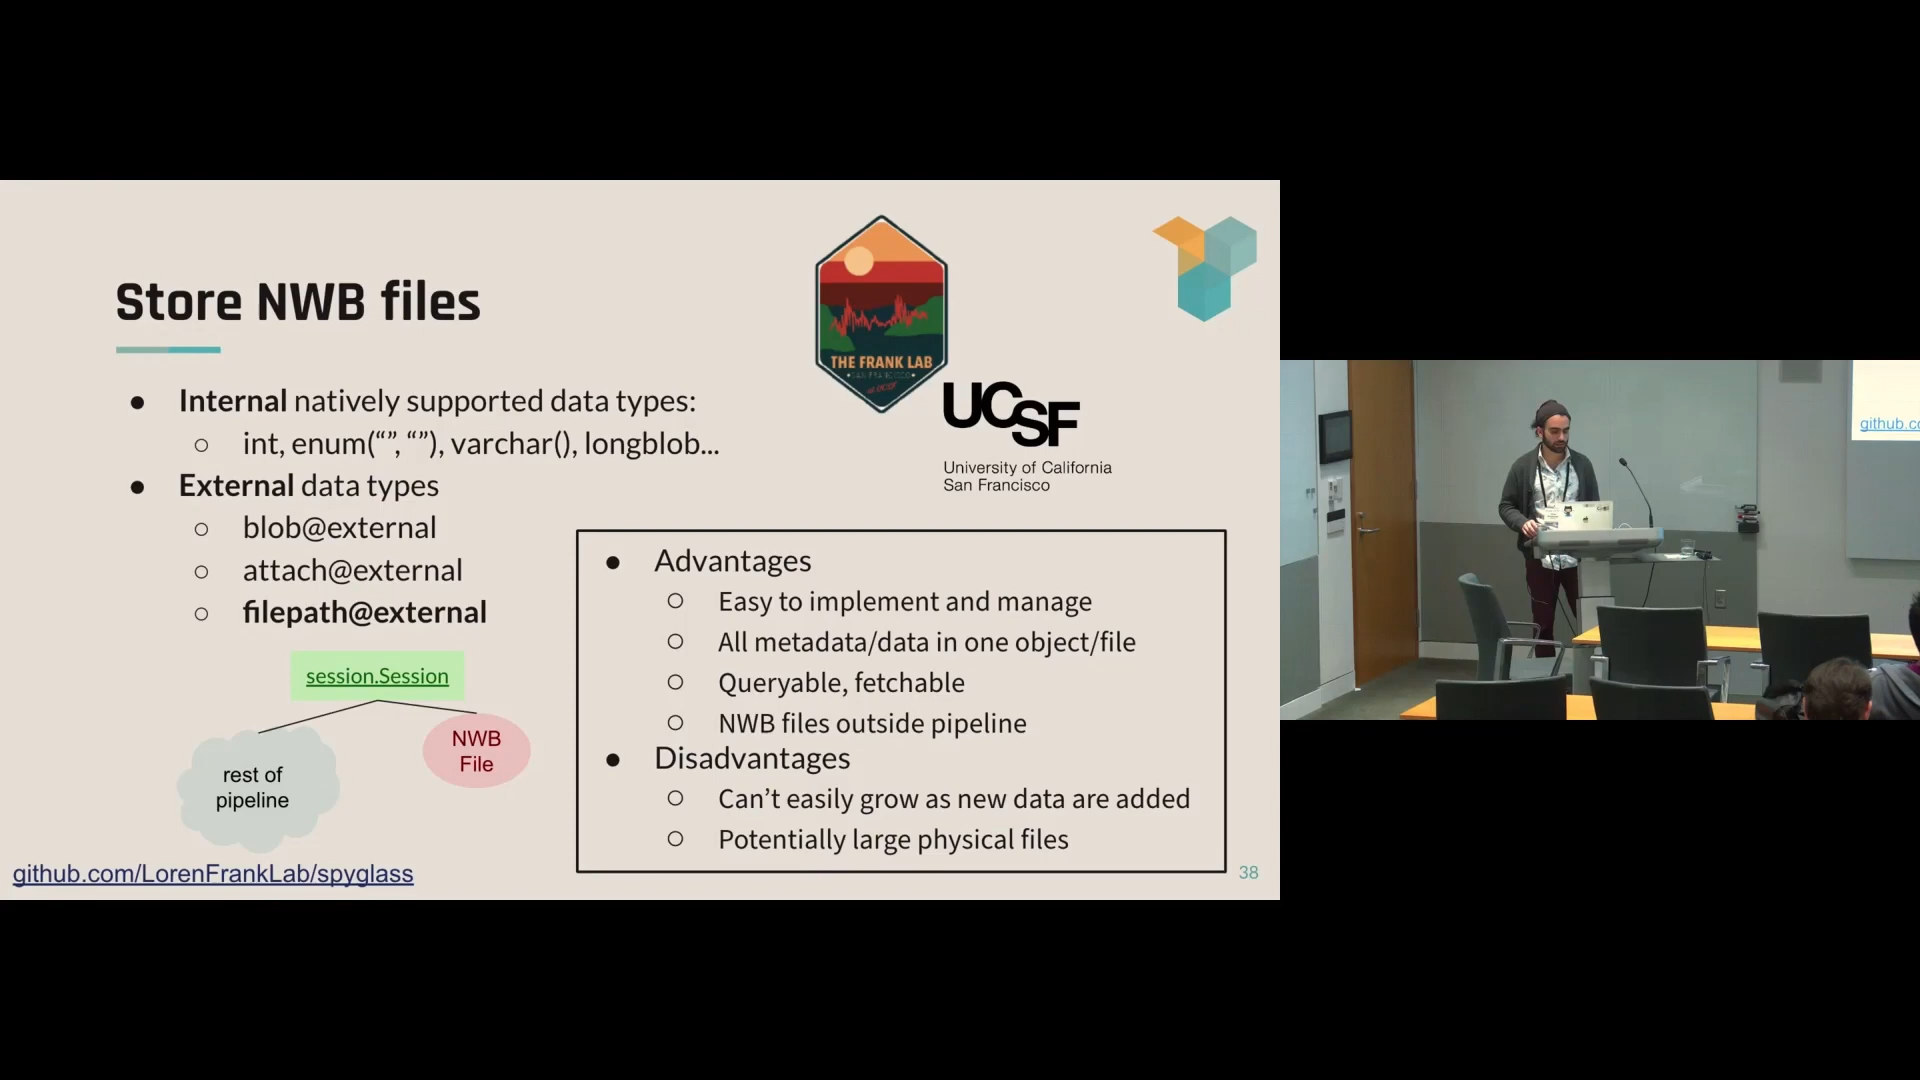 Store NWB files
● Internal natively supported data types:
○ int, enum(“”, “”), varchar(), longblob...
● External data types
○ blob@external
○ attach@external
○ filepath@external
session.Session
rest of
pipeline
NWB
File
github.com/LorenFrankLab/spyglass
THE FRANK LAB
UCSF
University of California
San Francisco
● Advantages
○ Easy to implement and manage
○ All metadata/data in one object/file
○ Queryable, fetchable
○ NWB files outside pipeline
● Disadvantages
○ Can’t easily grow as new data are added
○ Potentially large physical files
38
github.c